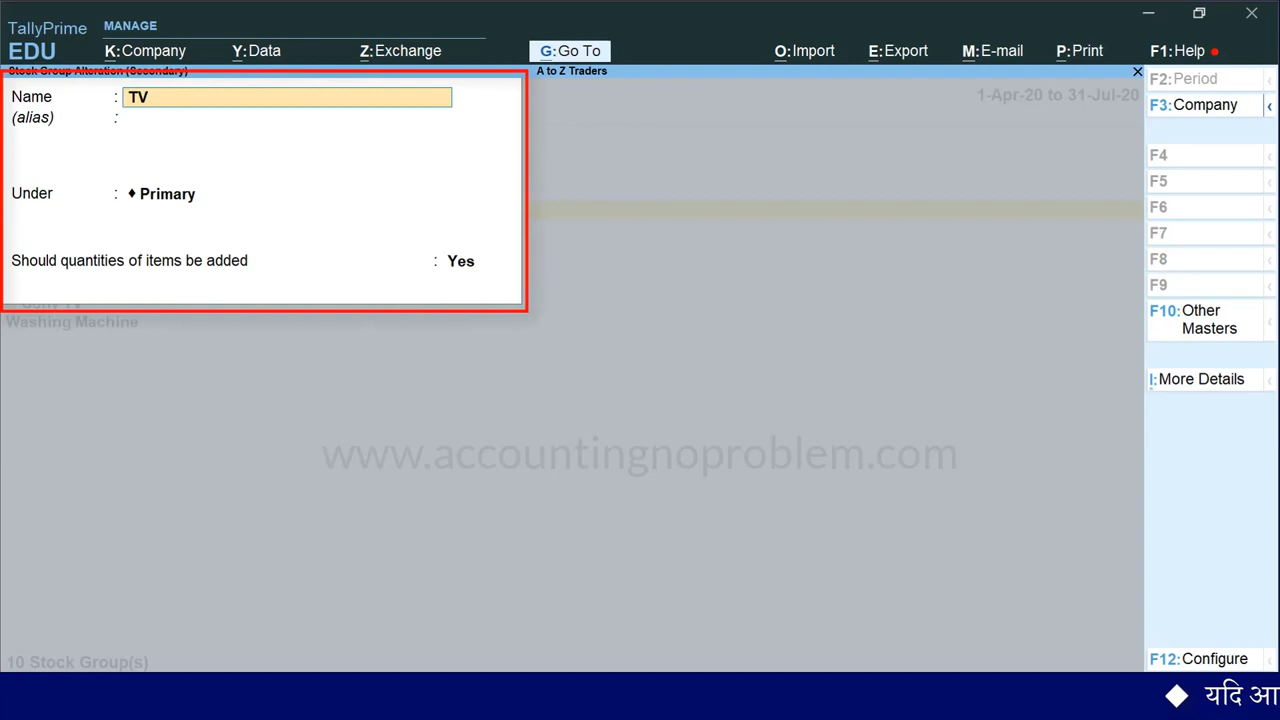 TallyPrime MANAGE
EDU K:Company Y:Data Z:Exchange G:Go To O:Import E:Export M:E-mail P:Print F1:Help
Stock Group Alteration (Secondary) A to Z Traders
Name : TV
(alias) :
Under : ♦ Primary
Should quantities of items be added : Yes
1-Apr-20 to 31-Jul-20
Sony TV
Washing Machine
www.accountingnoproblem.com
10 Stock Group(s)
F2:Period
F3:Company
F4
F5
F6
F7
F8
F9
F10:Other
Masters
I:More Details
F12:Configure
◆ यदि आ